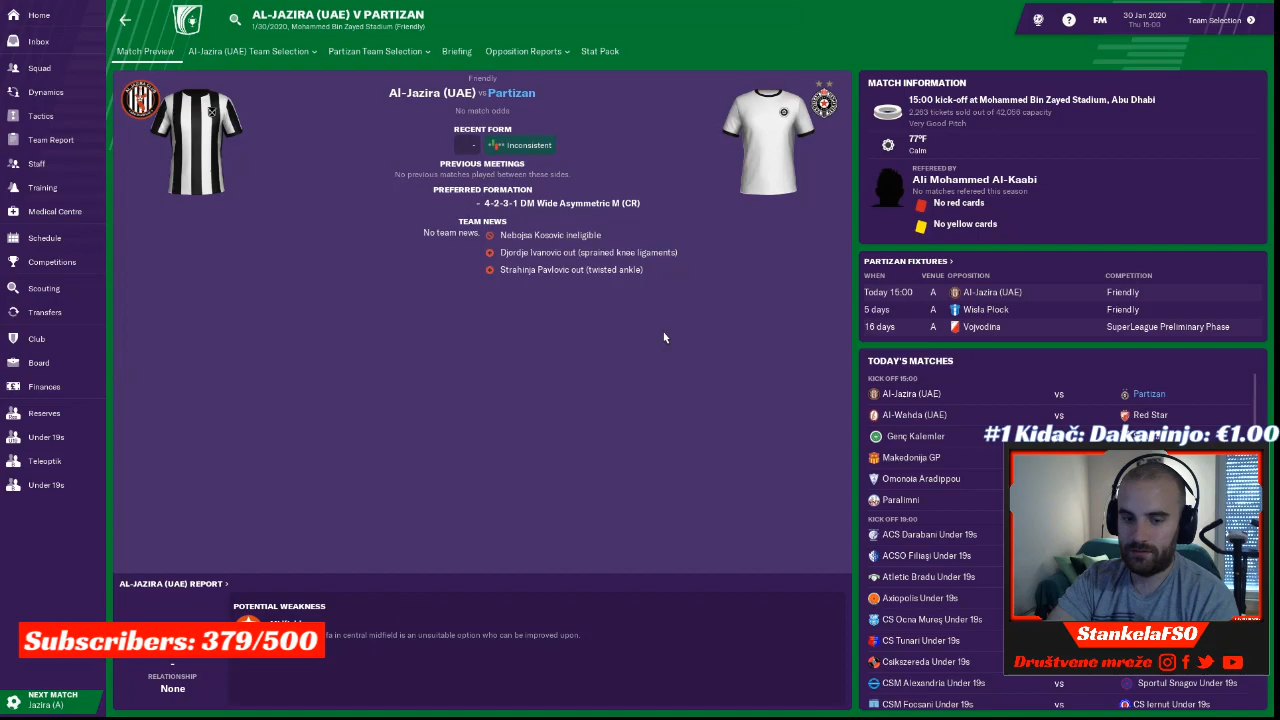 Home
Inbox
Squad
Dynamics
Tactics
Team Report
Staff
Training
Medical Centre
Schedule
Competitions
Scouting
Transfers
Club
Board
Finances
Reserves
Under 19s
Teleoptik
Under 19s
NEXT MATCH
Jazira (A)
AL-JAZIRA (UAE) V PARTIZAN
1/30/2020, Mohammed Bin Zayed Stadium (Friendly)
FM
30 Jan 2020
Thu 15:00
Team Selection
Match Preview
Al-Jazira (UAE) Team Selection
Partizan Team Selection
Briefing
Opposition Reports
Stat Pack
Friendly
Al-Jazira (UAE) vs Partizan
No match odds
RECENT FORM
- Inconsistent
PREVIOUS MEETINGS
No previous matches played between these sides.
PREFERRED FORMATION
- 4-2-3-1 DM Wide Asymmetric M (CR)
TEAM NEWS
No team news.
Nebojsa Kosovic ineligible
Djordje Ivanovic out (sprained knee ligaments)
Strahinja Pavlovic out (twisted ankle)
AL-JAZIRA (UAE) REPORT
POTENTIAL WEAKNESS
in central midfield is an unsuitable option who can be improved upon.
-
RELATIONSHIP
None
Subscribers: 379/500
MATCH INFORMATION
15:00 kick-off at Mohammed Bin Zayed Stadium, Abu Dhabi
2,263 tickets sold out of 42,056 capacity
Very Good Pitch
77°F
Calm
REFEREED BY
Ali Mohammed Al-Kaabi
No matches refereed this season
No red cards
No yellow cards
PARTIZAN FIXTURES
WHEN VENUE OPPOSITION COMPETITION
Today 15:00 A Al-Jazira (UAE) Friendly
5 days A Wisla Plock Friendly
16 days A Vojvodina SuperLeague Preliminary Phase
TODAY'S MATCHES
KICK OFF 15:00
Al-Jazira (UAE) vs Partizan
Al-Wahda (UAE) vs Red Star
Genç Kalemler
#1 Kidač: Dakarinjo: €1.00
Makedonija GP
Omonoia Aradippou
Paralimni
KICK OFF 19:00
ACS Darabani Under 19s
ACSO Filiași Under 19s
Atletic Bradu Under 19s
Axiopolis Under 19s
CS Ocna Mureș Under 19s
CS Tunari Under 19s
Csikszereda Under 19s
CSM Alexandria Under 19s vs Sportul Snagov Under 19s
CSM Focsani Under 19s vs CS Iernut Under 19s
StankelaFSO
Društvene mreže